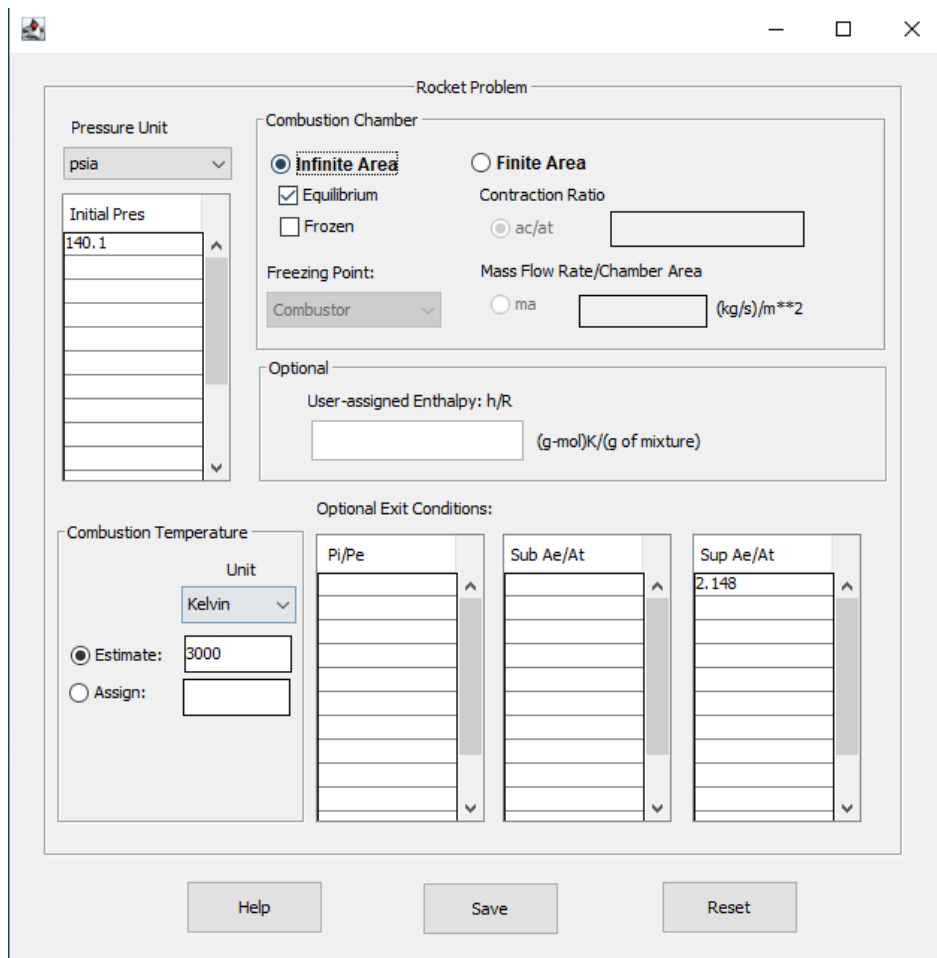 Rocket Problem
Pressure Unit
psia
Initial Pres
140.1
Combustion Chamber
Infinite Area
Finite Area
Equilibrium
Contraction Ratio
Frozen
ac/at
Freezing Point:
Mass Flow Rate/Chamber Area
Combustor
ma
(kg/s)/m**2
Optional
User-assigned Enthalpy: h/R
(g-mol)K/(g of mixture)
Optional Exit Conditions:
Combustion Temperature
Unit
Kelvin
Estimate:
3000
Assign:
Pi/Pe
Sub Ae/At
Sup Ae/At
2.148
Help
Save
Reset